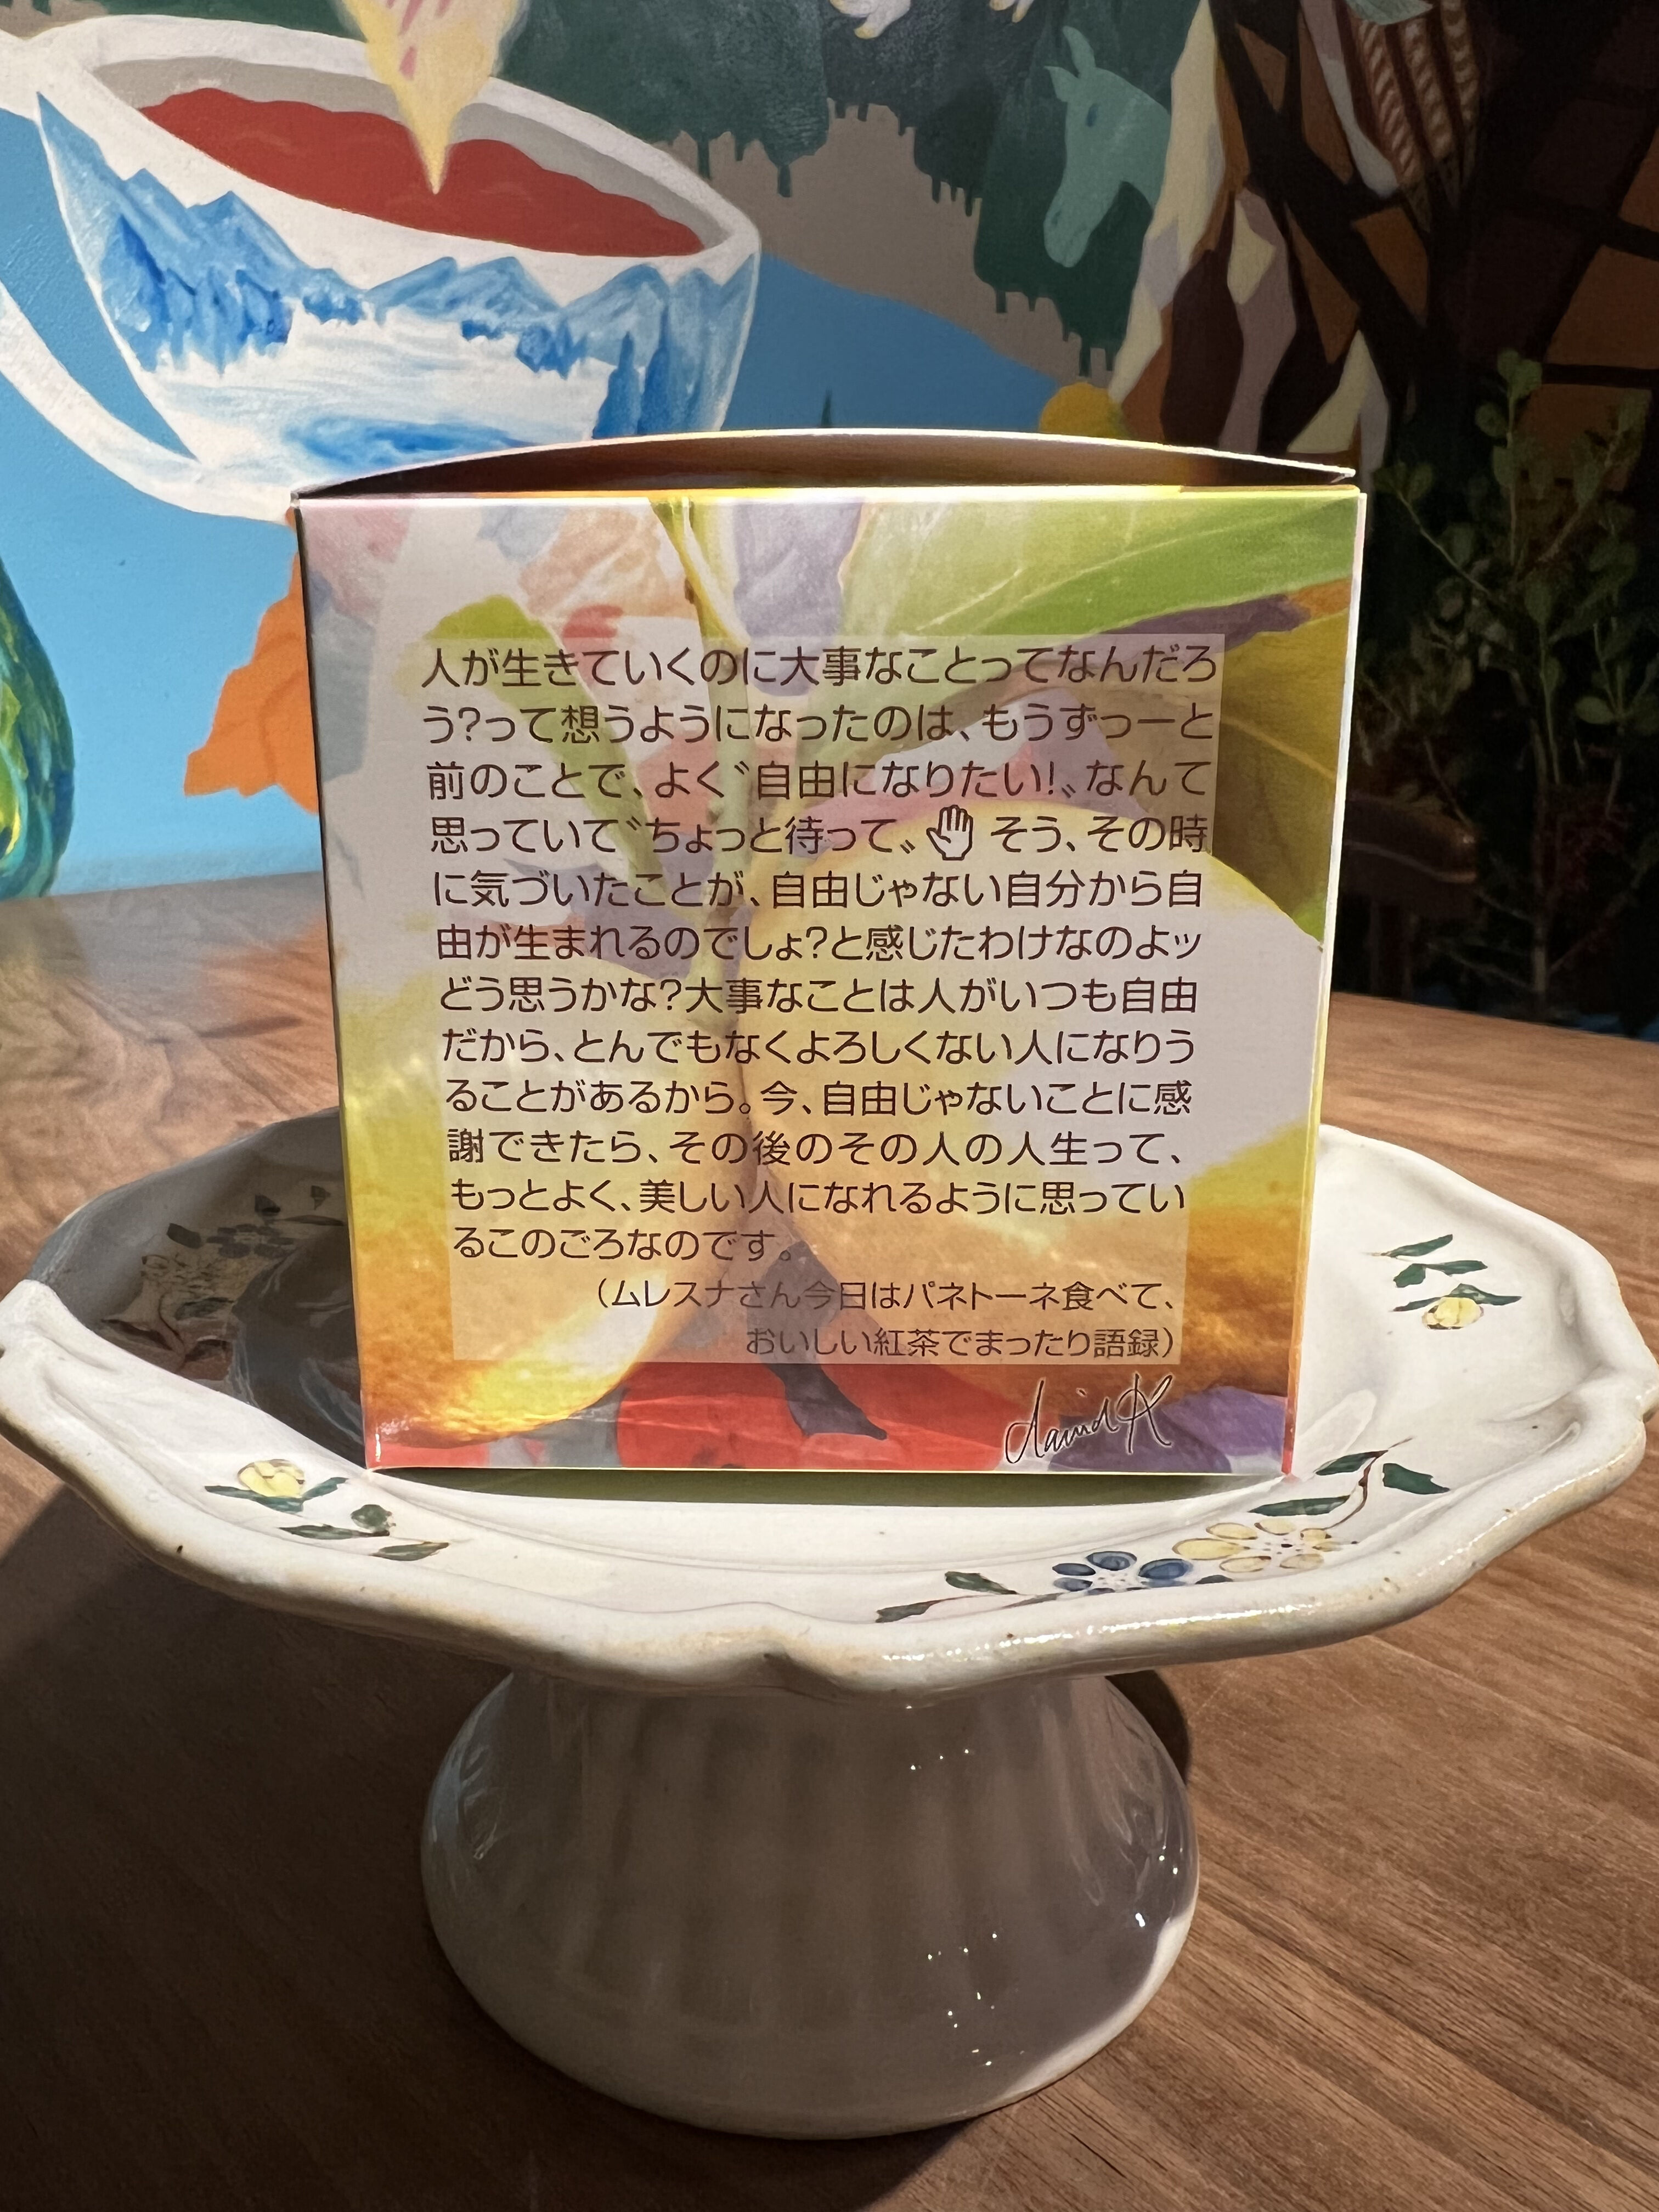 人が生きていくのに大事なことってなんだろ
う?って想うようになったのは、もうずっーと
前のことで、よく〝自由になりたい!〟なんて
思っていて〝ちょっと待って〟🖐 そう、その時
に気づいたことが、自由じゃない自分から自
由が生まれるのでしょ?と感じたわけなのよッ
どう思うかな?大事なことは人がいつも自由
だから、とんでもなくよろしくない人になりう
ることがあるから。今、自由じゃないことに感
謝できたら、その後のその人の人生って、
もっとよく、美しい人になれるように思ってい
るこのごろなのです。
(ムレスナさん今日はパネトーネ食べて、
おいしい紅茶でまったり語録)
David K